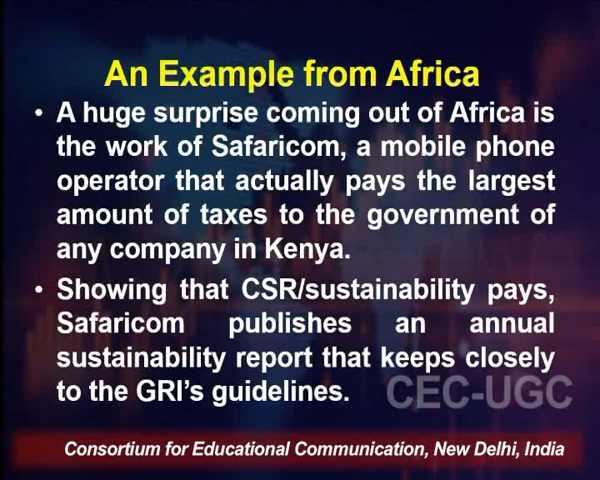 An Example from Africa
• A huge surprise coming out of Africa is
the work of Safaricom, a mobile phone
operator that actually pays the largest
amount of taxes to the government of
any company in Kenya.
• Showing that CSR/sustainability pays,
Safaricom publishes an annual
sustainability report that keeps closely
to the GRI's guidelines.
CEC-UGC
Consortium for Educational Communication, New Delhi, India